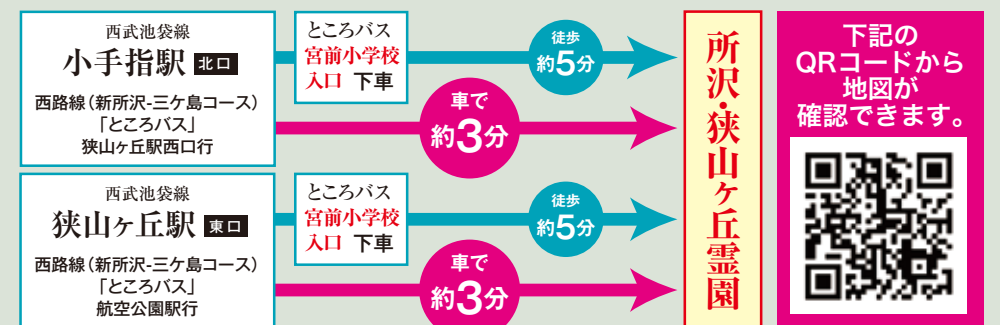 西武池袋線
小手指駅 北口
西路線（新所沢-三ケ島コース）
「ところバス」
狭山ヶ丘駅西口行
ところバス
宮前小学校
入口 下車
徒歩
約5分
車で
約3分
西武池袋線
狭山ヶ丘駅 東口
西路線（新所沢-三ケ島コース）
「ところバス」
航空公園駅行
ところバス
宮前小学校
入口 下車
徒歩
約5分
車で
約3分
所沢・狭山ヶ丘霊園
下記の
QRコードから
地図が
確認できます。